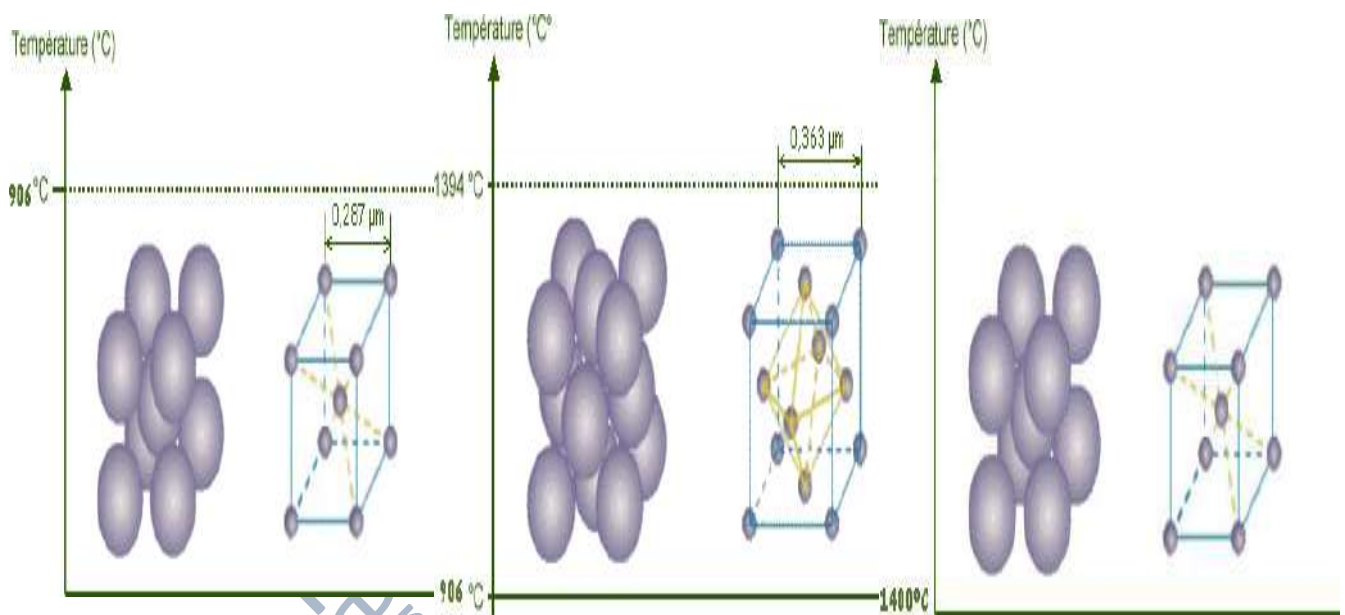 Température (°C)
906 °C
0,287 µm
Température (°C°
1394 °C
0,363 µm
906 °C
Température (°C)
1400°C